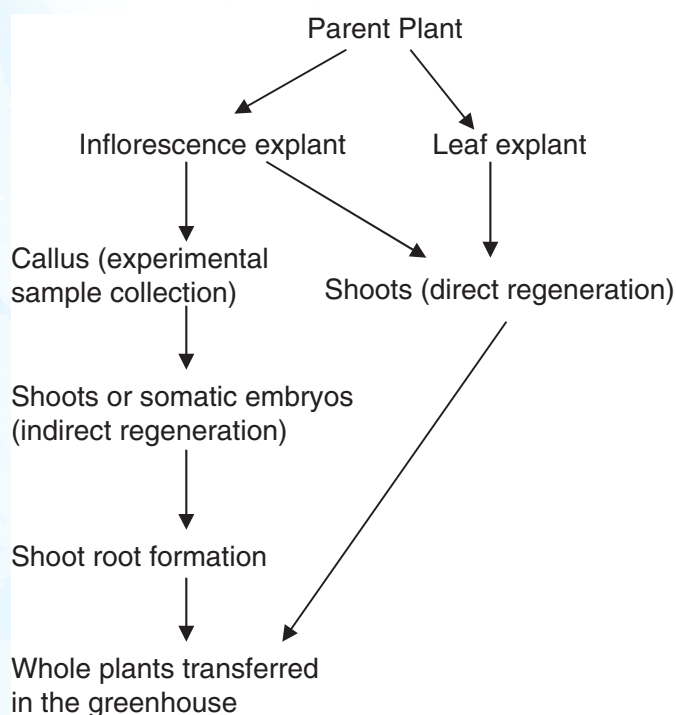 Parent Plant
Inflorescence explant
Leaf explant
Callus (experimental
sample collection)
Shoots (direct regeneration)
Shoots or somatic embryos
(indirect regeneration)
Shoot root formation
Whole plants transferred
in the greenhouse